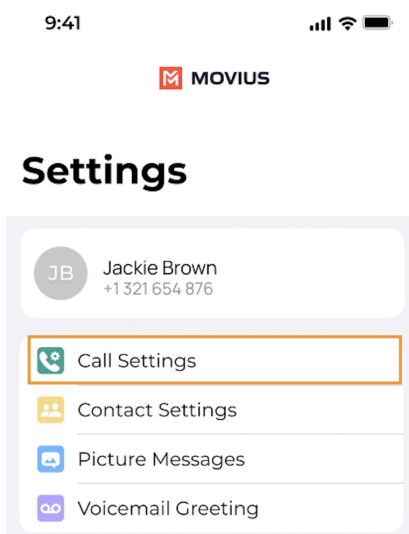 9:41
MOVIUS
Settings
JB
Jackie Brown
+1 321 654 876
Call Settings
Contact Settings
Picture Messages
Voicemail Greeting